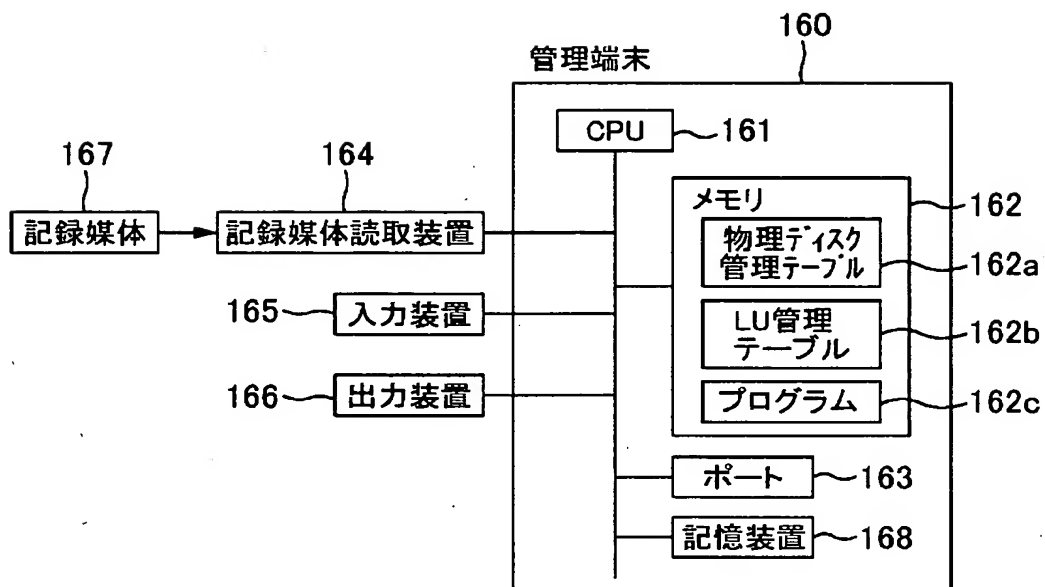 160
管理端末
CPU
161
167
164
記録媒体
記録媒体読取装置
メモリ
162
物理ディスク
管理テーブル
162a
165
入力装置
LU管理
テーブル
162b
166
出力装置
プログラム
162c
ポート
163
記憶装置
168